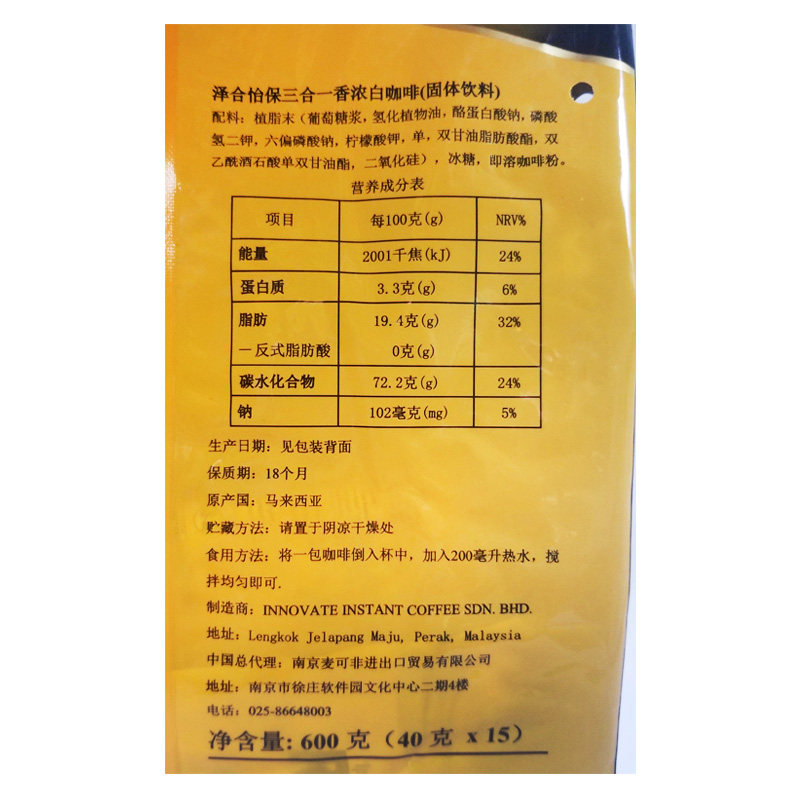 泽合怡保三合一香浓白咖啡(固体饮料)
配料：植脂末（葡萄糖浆，氢化植物油，酪蛋白酸钠，磷酸
氢二钾，六偏磷酸钠，柠檬酸钾，单，双甘油脂肪酸酯，双
乙酰酒石酸单双甘油酯，二氧化硅），冰糖，即溶咖啡粉。
营养成分表
项目 每100克(g) NRV%
能量 2001千焦(kJ) 24%
蛋白质 3.3克(g) 6%
脂肪 19.4克(g) 32%
—反式脂肪酸 0克(g)
碳水化合物 72.2克(g) 24%
钠 102毫克(mg) 5%
生产日期：见包装背面
保质期：18个月
原产国：马来西亚
贮藏方法：请置于阴凉干燥处
食用方法：将一包咖啡倒入杯中，加入200毫升热水，搅
拌均匀即可.
制造商：INNOVATE INSTANT COFFEE SDN. BHD.
地址：Lengkok Jelapang Maju, Perak, Malaysia
中国总代理：南京麦可非进出口贸易有限公司
地址：南京市徐庄软件园文化中心二期4楼
电话：025-86648003
净含量: 600 克（40 克 x 15）